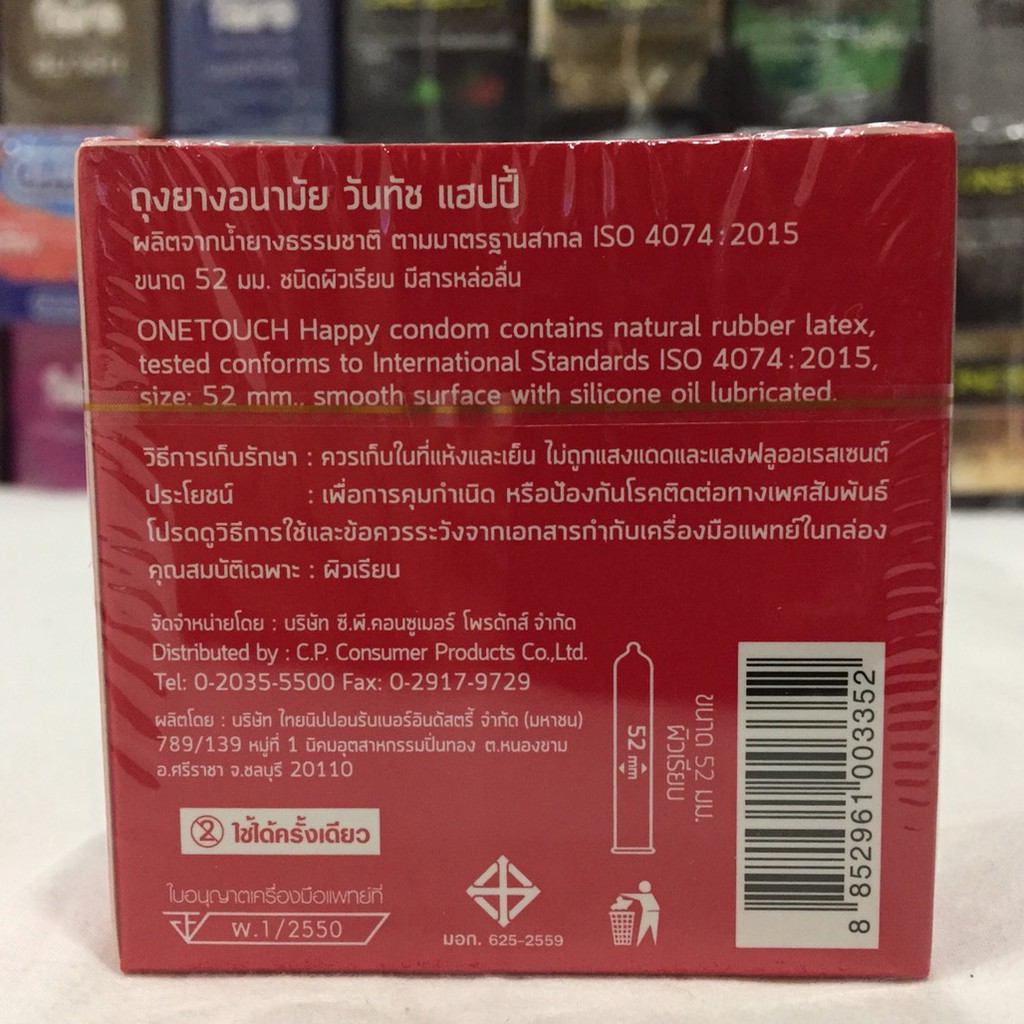 ถุงยางอนามัย วันทัช แฮปปี้
ผลิตจากน้ำยางธรรมชาติ ตามมาตรฐานสากล ISO 4074:2015
ขนาด 52 มม. ชนิดผิวเรียบ มีสารหล่อลื่น
ONETOUCH Happy condom contains natural rubber latex,
tested conforms to International Standards ISO 4074:2015,
size: 52 mm., smooth surface with silicone oil lubricated.
วิธีการเก็บรักษา : ควรเก็บในที่แห้งและเย็น ไม่ถูกแสงแดดและแสงฟลูออเรสเซนต์
ประโยชน์ : เพื่อการคุมกำเนิด หรือป้องกันโรคติดต่อทางเพศสัมพันธ์
โปรดดูวิธีการใช้และข้อควรระวังจากเอกสารกำกับเครื่องมือแพทย์ในกล่อง
คุณสมบัติเฉพาะ : ผิวเรียบ
จัดจำหน่ายโดย : บริษัท ซี.พี.คอนซูเมอร์ โพรดักส์ จำกัด
Distributed by : C.P. Consumer Products Co.,Ltd.
Tel: 0-2035-5500 Fax: 0-2917-9729
ผลิตโดย : บริษัท ไทยนิปปอนรับเบอร์อินดัสตรี้ จำกัด (มหาชน)
789/139 หมู่ที่ 1 นิคมอุตสาหกรรมปิ่นทอง ต.หนองขาม
อ.ศรีราชา จ.ชลบุรี 20110
52 mm
ขนาด 52 มม.
ผิวเรียบ
8 852961 003352
2 ใช้ได้ครั้งเดียว
ใบอนุญาตเครื่องมือแพทย์ที่
ผ.1/2550
มอก. 625-2559